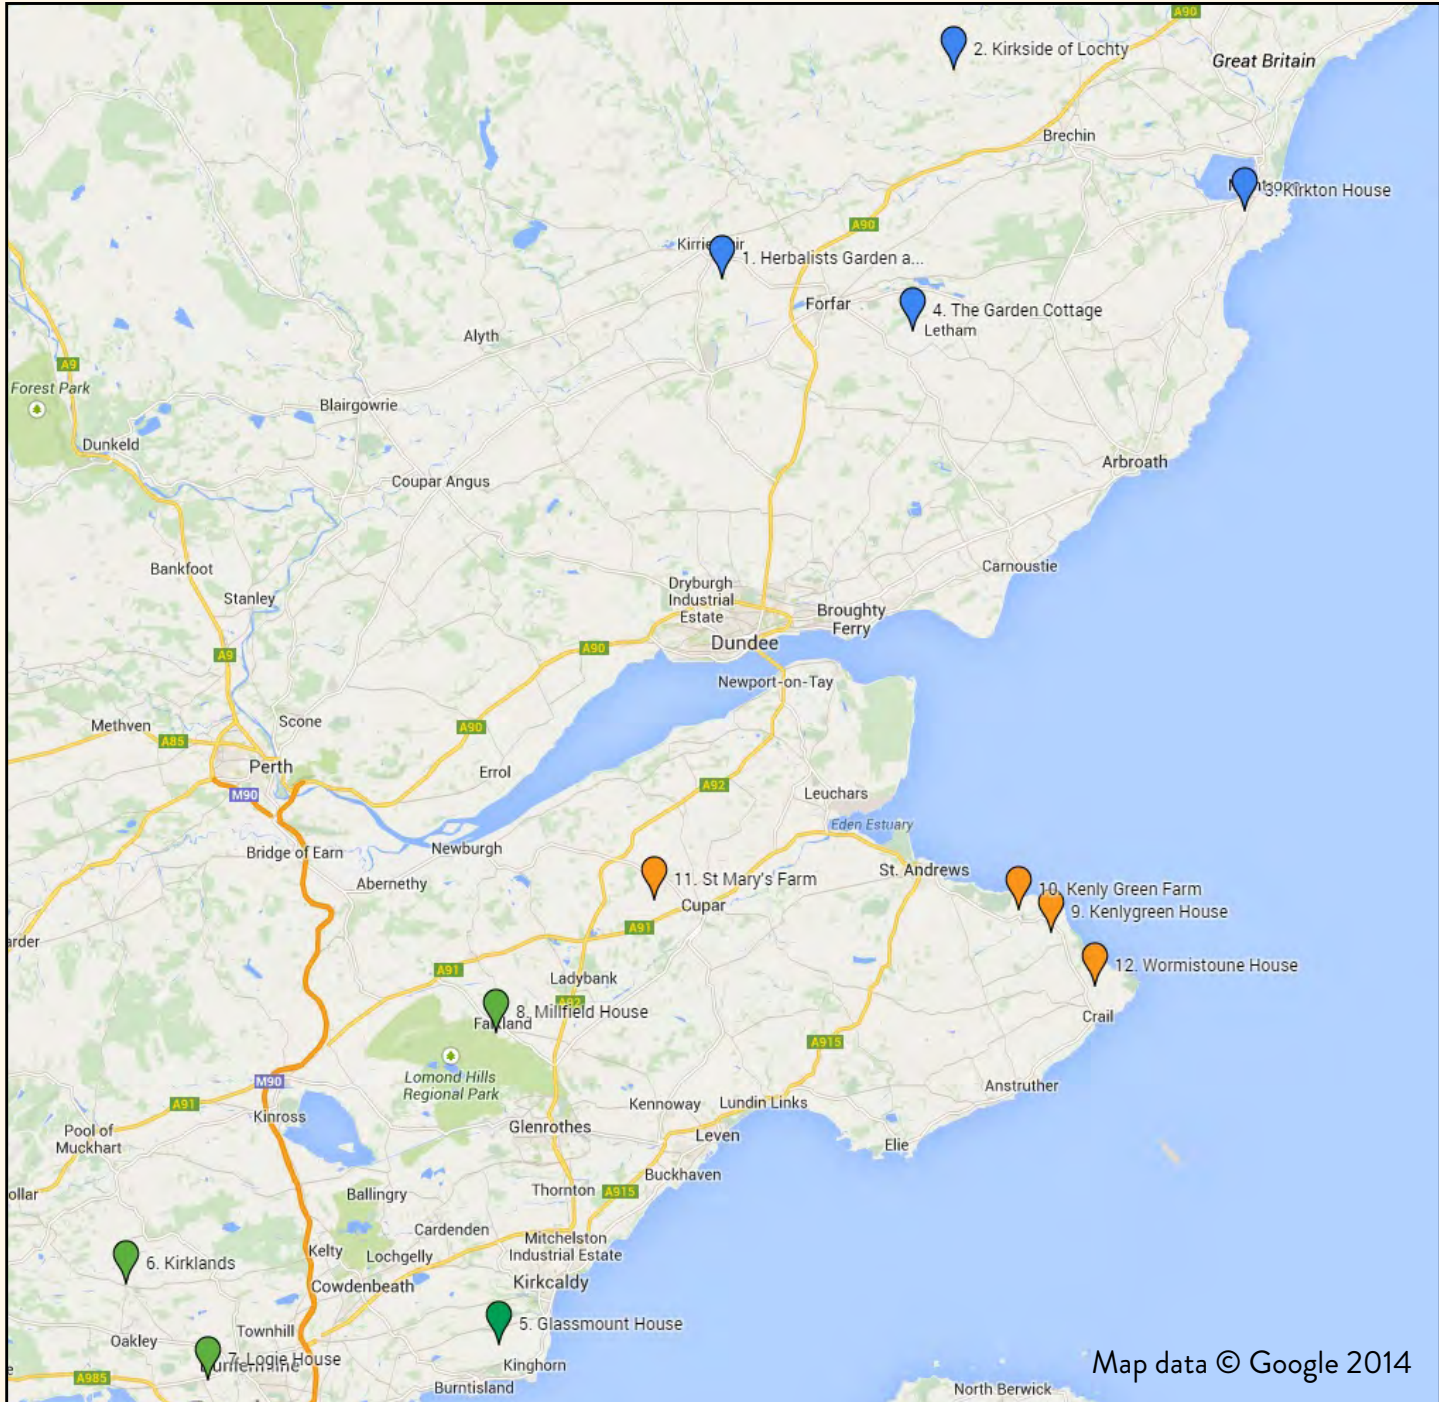 A90
2. Kirkside of Lochty
Great Britain
Brechin
3. Kirkton House
A90
Kirriemuir
1. Herbalists Garden a...
Forfar
4. The Garden Cottage
Letham
Alyth
A9
Forest Park
Blairgowrie
Dunkeld
Arbroath
Coupar Angus
Carnoustie
Bankfoot
Dryburgh
Industrial
Estate
Stanley
Broughty
Ferry
Dundee
A90
A9
Newport-on-Tay
Scone
Methven
A90
A85
Perth
Errol
A92
M90
Leuchars
Eden Estuary
Bridge of Earn
Newburgh
St. Andrews
11. St Mary's Farm
Abernethy
10. Kenly Green Farm
Cupar
9. Kenlygreen House
A91
arder
12. Wormistoune House
A91
Ladybank
A92
8. Millfield House
Falkland
Crail
A915
Lomond Hills
Regional Park
M90
Anstruther
A91
Kinross
Kennoway
Lundin Links
Glenrothes
Pool of
Muckhart
Leven
Elie
Buckhaven
ollar
Ballingry
Thornton
A915
Cardenden
Mitchelston
Industrial Estate
Kelty
Lochgelly
6. Kirklands
Cowdenbeath
Kirkcaldy
5. Glassmount House
Townhill
Oakley
7. Logie House
Dunfermline
Kinghorn
Map data © Google 2014
e
A985
Burntisland
North Berwick